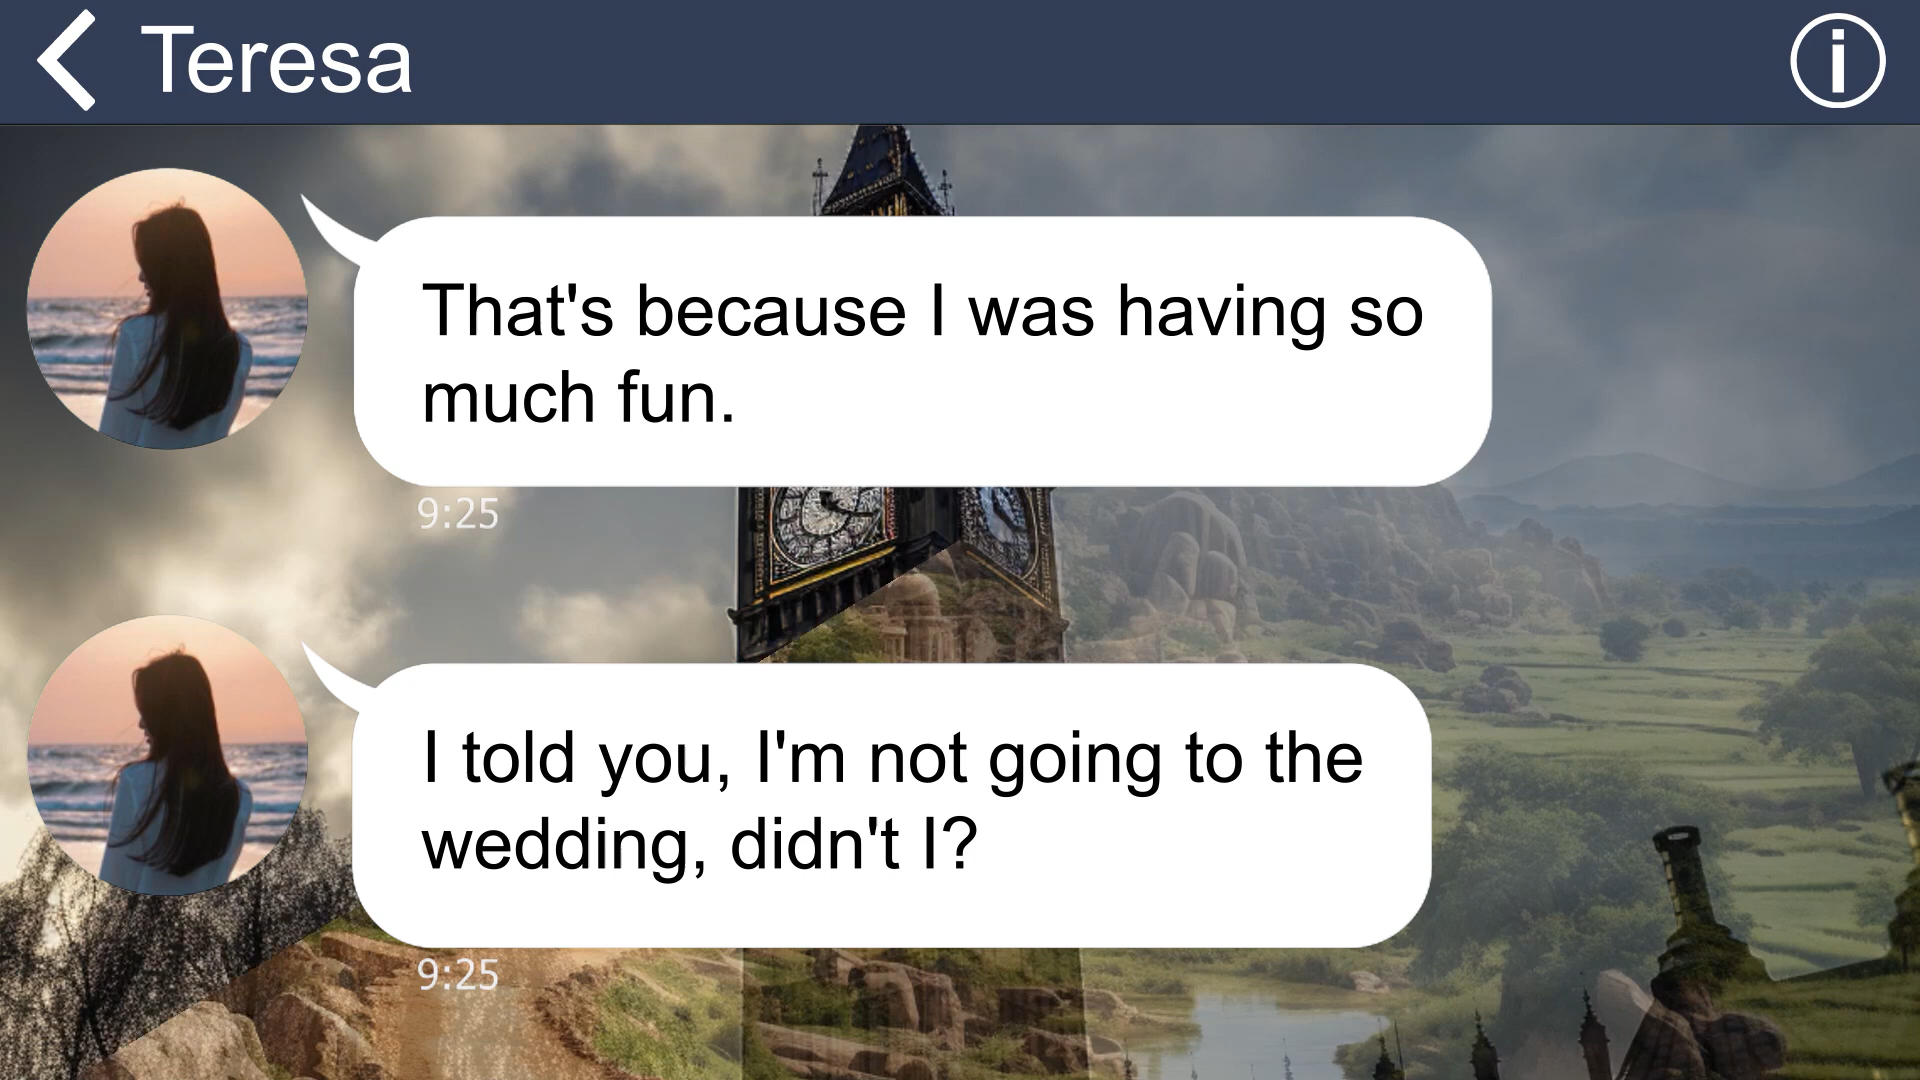 Teresa
That's because I was having so
much fun.
9:25
I told you, I'm not going to the
wedding, didn't I?
9:25